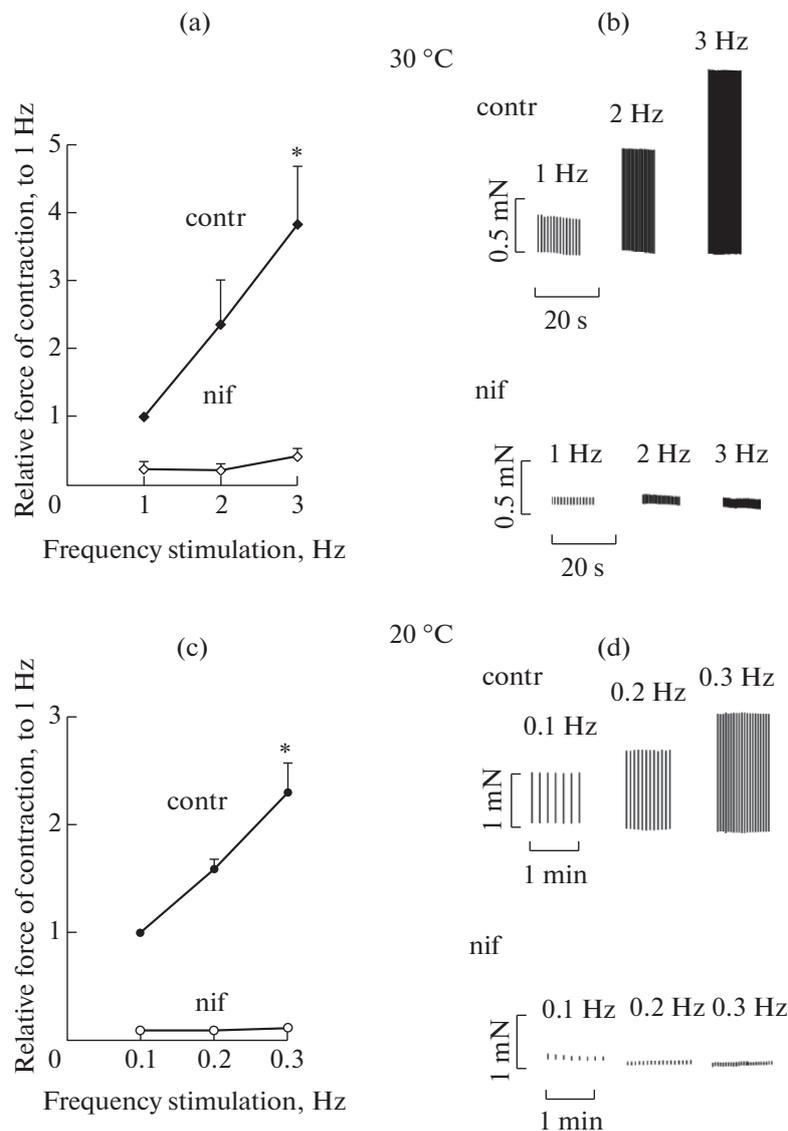 (a)
(b)
30 °C
contr
1 Hz
2 Hz
3 Hz
0.5 mN
20 s
Relative force of contraction, to 1 Hz
5
4
3
2
1
0
contr
*
nif
1
2
3
Frequency stimulation, Hz
nif
0.5 mN
1 Hz
2 Hz
3 Hz
20 s
(c)
20 °C
(d)
Relative force of contraction, to 1 Hz
3
2
1
0
contr
*
nif
0.1
0.2
0.3
Frequency stimulation, Hz
contr
0.1 Hz
0.2 Hz
0.3 Hz
1 mN
1 min
nif
1 mN
0.1 Hz
0.2 Hz
0.3 Hz
1 min